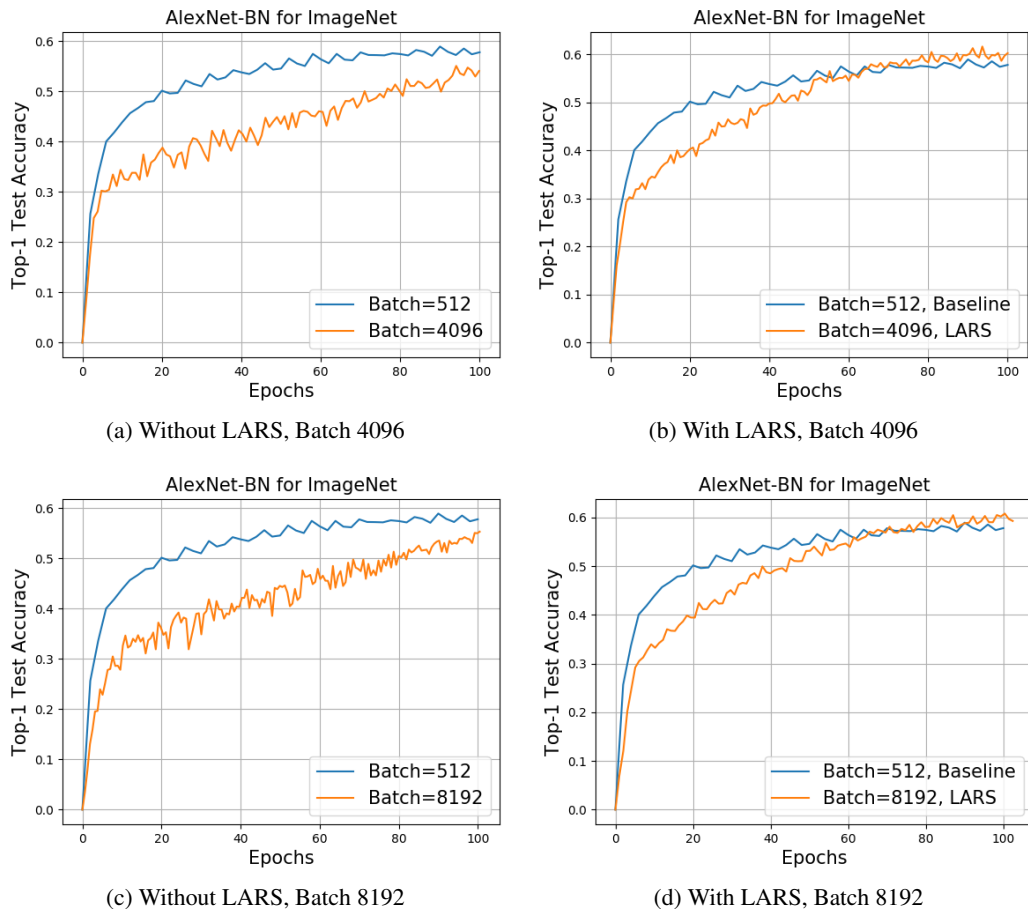 AlexNet-BN for ImageNet
0.6
0.5
0.4
0.3
0.2
0.1
0.0
Top-1 Test Accuracy
Batch=512
Batch=4096
0 20 40 60 80 100
Epochs
(a) Without LARS, Batch 4096
AlexNet-BN for ImageNet
0.6
0.5
0.4
0.3
0.2
0.1
0.0
Top-1 Test Accuracy
Batch=512, Baseline
Batch=4096, LARS
0 20 40 60 80 100
Epochs
(b) With LARS, Batch 4096
AlexNet-BN for ImageNet
0.6
0.5
0.4
0.3
0.2
0.1
0.0
Top-1 Test Accuracy
Batch=512
Batch=8192
0 20 40 60 80 100
Epochs
(c) Without LARS, Batch 8192
AlexNet-BN for ImageNet
0.6
0.5
0.4
0.3
0.2
0.1
0.0
Top-1 Test Accuracy
Batch=512, Baseline
Batch=8192, LARS
0 20 40 60 80 100
Epochs
(d) With LARS, Batch 8192